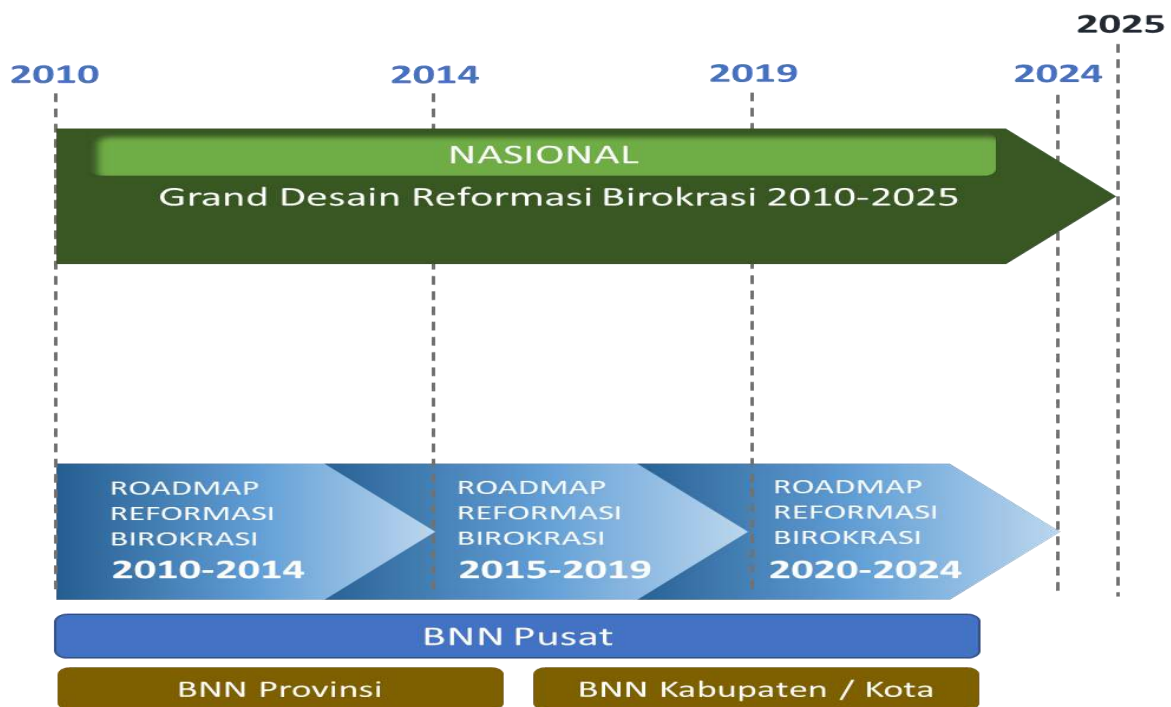 2025
2010
2014
2019
2024
NASIONAL
Grand Desain Reformasi Birokrasi 2010-2025
ROADMAP
REFORMASI
BIROKRASI
2010-2014
ROADMAP
REFORMASI
BIROKRASI
2015-2019
ROADMAP
REFORMASI
BIROKRASI
2020-2024
BNN Pusat
BNN Provinsi
BNN Kabupaten / Kota